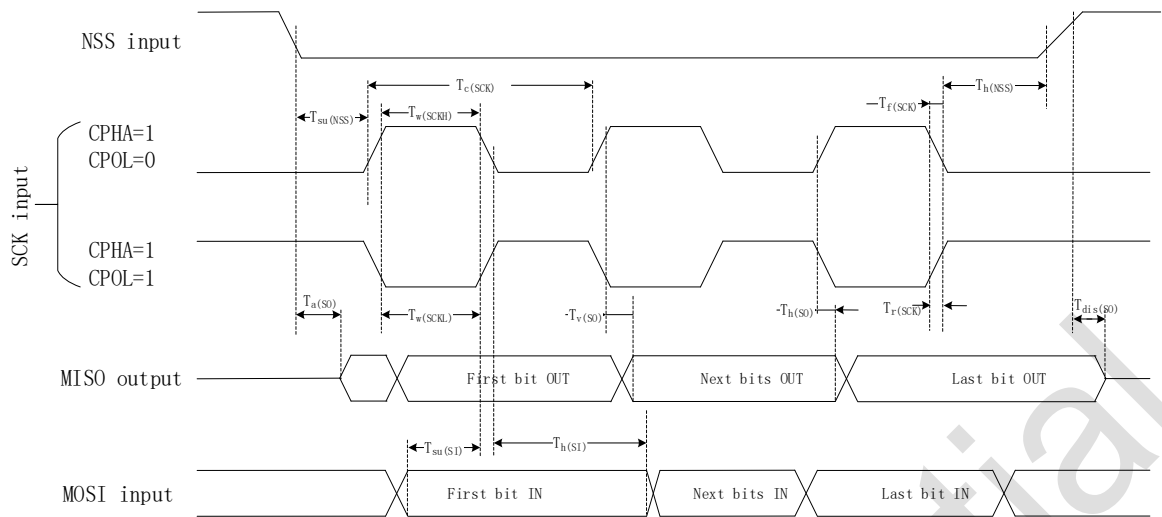 NSS input
Tc(SCK)
Th(NSS)
Tsu(NSS)
Tw(SCKH)
Tf(SCK)
SCK input
CPHA=1
CPOL=0
CPHA=1
CPOL=1
Ta(SO)
Tw(SCKL)
Tv(SO)
Th(SO)
Tr(SCK)
Tdis(SO)
MISO output
First bit OUT
Next bits OUT
Last bit OUT
Tsu(SI)
Th(SI)
MOSI input
First bit IN
Next bits IN
Last bit IN
tial